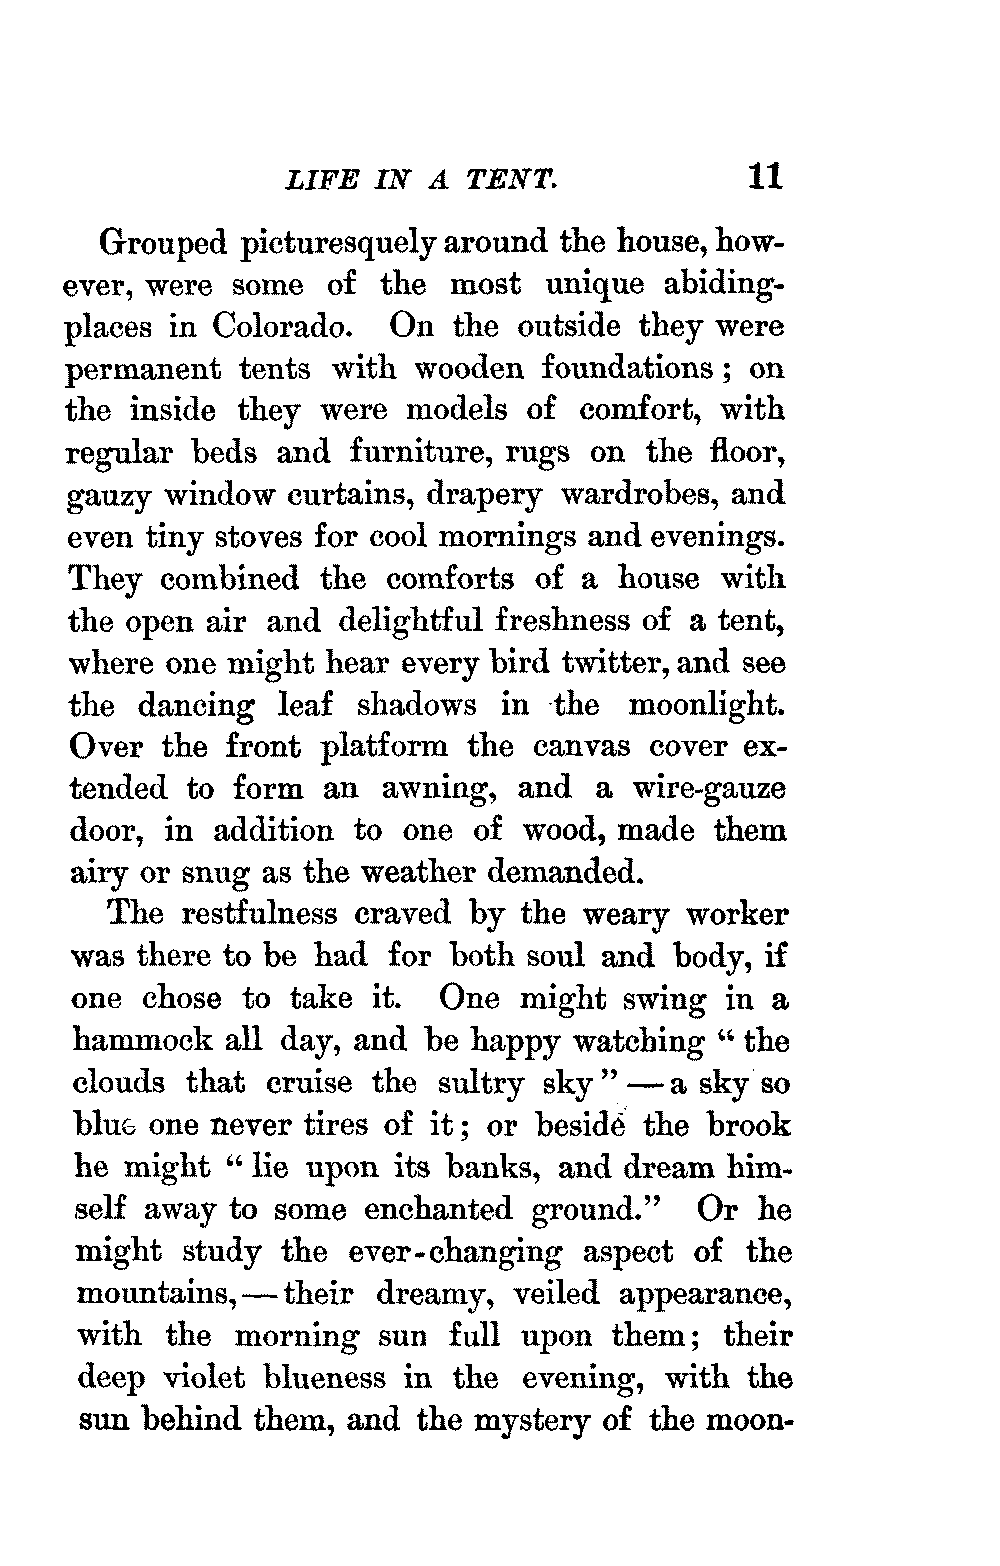 LIFE IN A TENT. 11
Grouped picturesquely around the house, how-
ever, were some of the most unique abiding-
places in Colorado. On the outside they were
permanent tents with wooden foundations; on
the inside they were models of comfort, with
regular beds and furniture, rugs on the floor,
gauzy window curtains, drapery wardrobes, and
even tiny stoves for cool mornings and evenings.
They combined the comforts of a house with
the open air and delightful freshness of a tent,
where one might hear every bird twitter, and see
the dancing leaf shadows in the moonlight.
Over the front platform the canvas cover ex-
tended to form an awning, and a wire-gauze
door, in addition to one of wood, made them
airy or snug as the weather demanded.
The restfulness craved by the weary worker
was there to be had for both soul and body, if
one chose to take it. One might swing in a
hammock all day, and be happy watching “the
clouds that cruise the sultry sky” — a sky so
blue one never tires of it; or beside the brook
he might “lie upon its banks, and dream him-
self away to some enchanted ground.” Or he
might study the ever-changing aspect of the
mountains, — their dreamy, veiled appearance,
with the morning sun full upon them; their
deep violet blueness in the evening, with the
sun behind them, and the mystery of the moon-